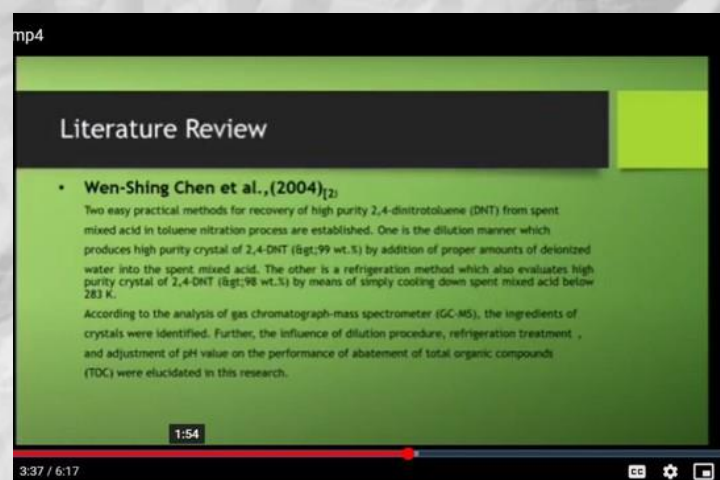 mp4
Literature Review
• Wen-Shing Chen et al.,(2004)[2]
Two easy practical methods for recovery of high purity 2,4-dinitrotoluene (DNT) from spent
mixed acid in toluene nitration process are established. One is the dilution manner which
produces high purity crystal of 2,4-DNT (&gt;99 wt.%) by addition of proper amounts of deionized
water into the spent mixed acid. The other is a refrigeration method which also evaluates high
purity crystal of 2,4-DNT (&gt;98 wt.%) by means of simply cooling down spent mixed acid below
283 K.
According to the analysis of gas chromatograph-mass spectrometer (GC-MS), the ingredients of
crystals were identified. Further, the influence of dilution procedure, refrigeration treatment ,
and adjustment of pH value on the performance of abatement of total organic compounds
(TOC) were elucidated in this research.
1:54
3:37 / 6:17
CC